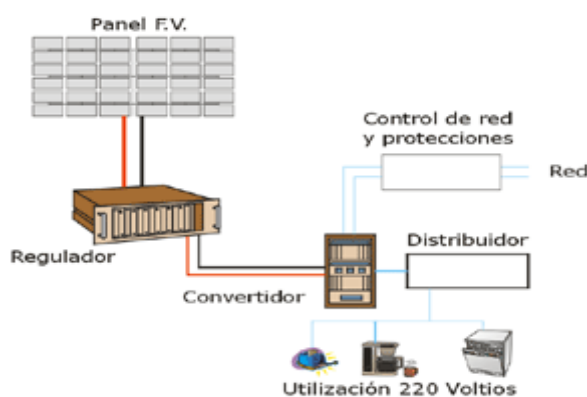 Panel F.V.
Control de red
y protecciones
Red
Regulador
Distribuidor
Convertidor
Utilización 220 Voltios